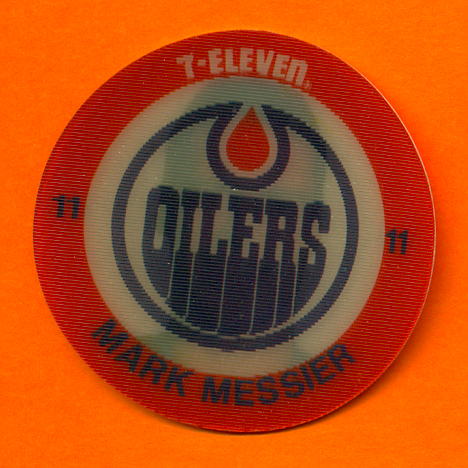 7-ELEVEN®
11
OILERS
11
MARK MESSIER